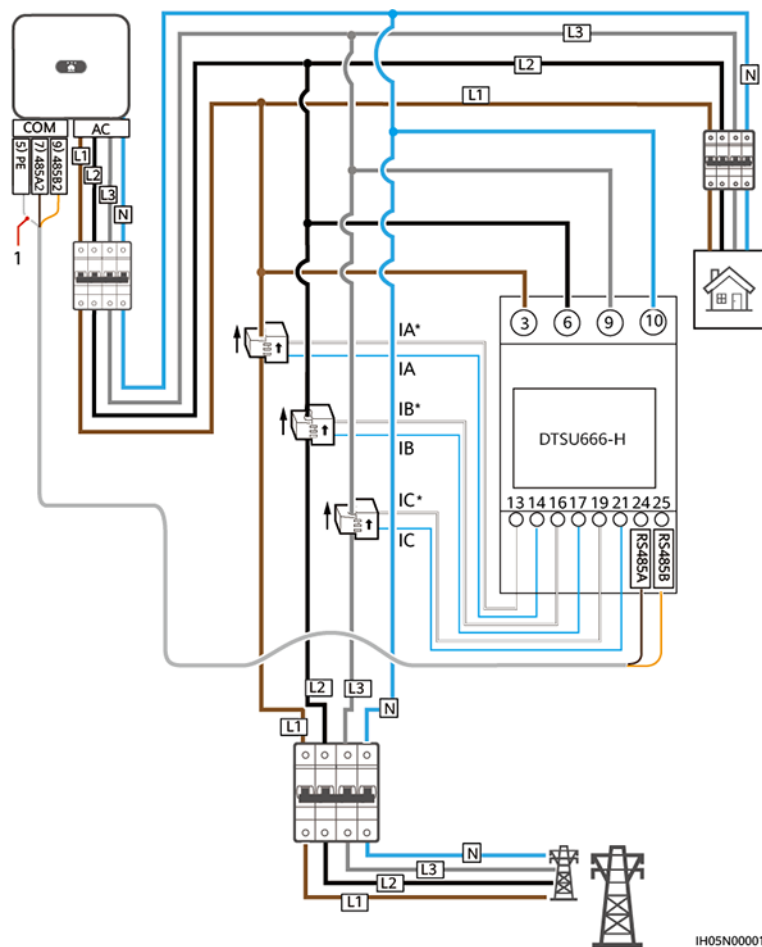 L3
L2
N
L1
COM
AC
5) PE
7) 485A2
9) 485B2
L1
L2
L3
N
1
3
6
9
10
IA*
IA
IB*
IB
DTSU666-H
IC*
IC
13 14 16 17 19 21 24 25
RS485A
RS485B
L2
L3
N
L1
N
L3
L2
L1
IH05N00001